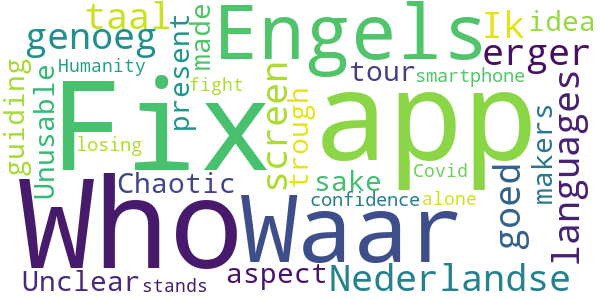 taal
Engels
Ik
idea
genoeg
made
erger
Humanity
present
screen
tour
smartphone
guiding
Unusable
Fix
fight
app
languages
losing
trough
Covid
makers
Chaotic
sake
goed
Who
Waar
confidence
alone
Unclear
stands
aspect
Nederlandse